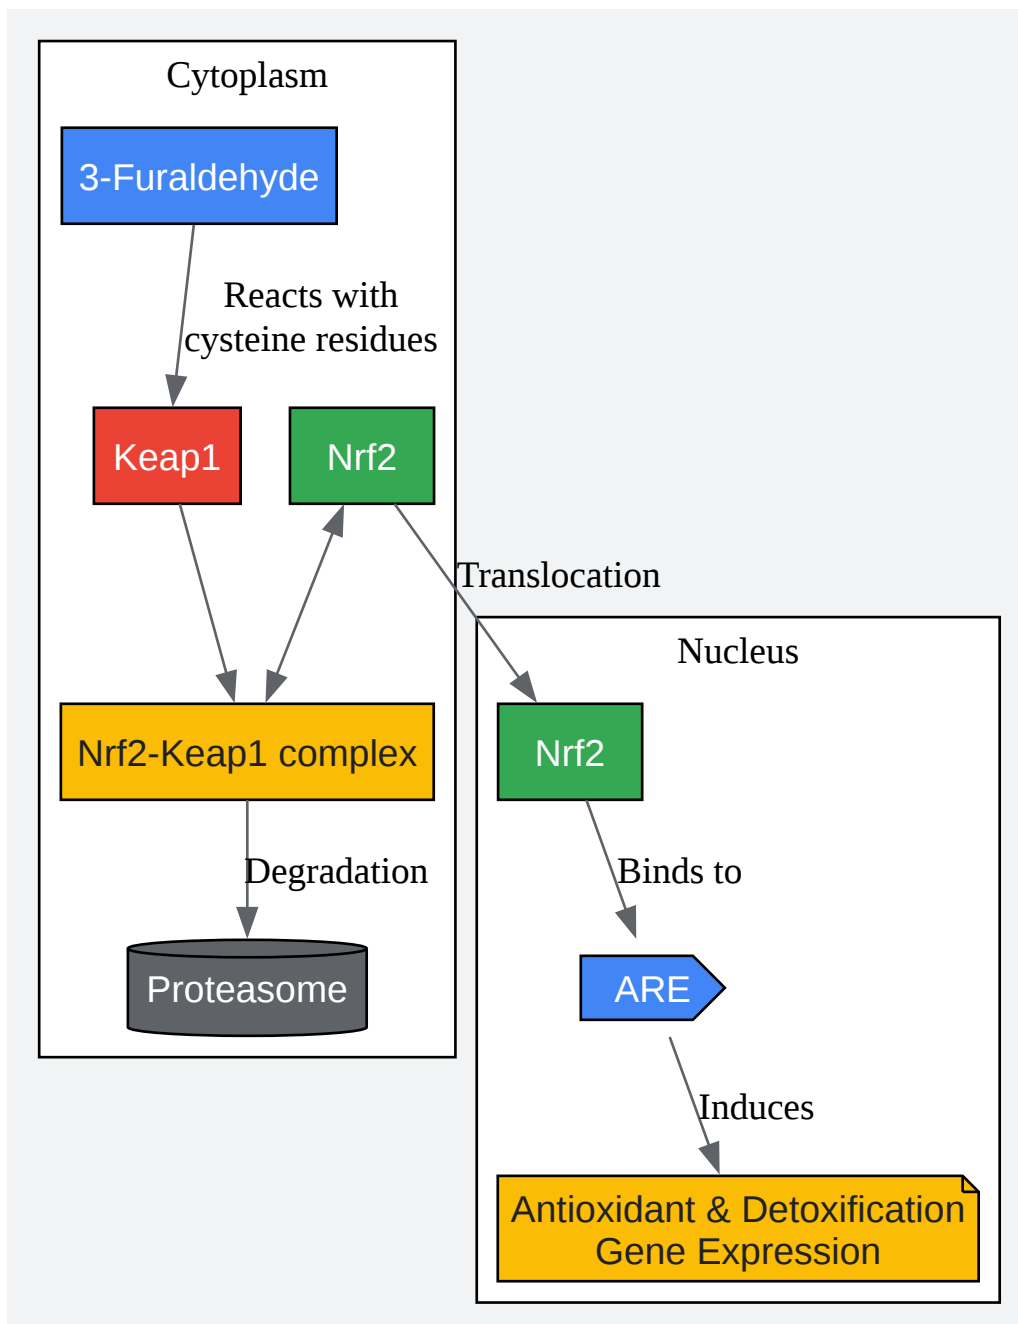 Cytoplasm
3-Furaldehyde
Reacts with
cysteine residues
Keap1
Nrf2
Translocation
Nrf2-Keap1 complex
Degradation
Proteasome
Nucleus
Nrf2
Binds to
ARE
Induces
Antioxidant & Detoxification
Gene Expression